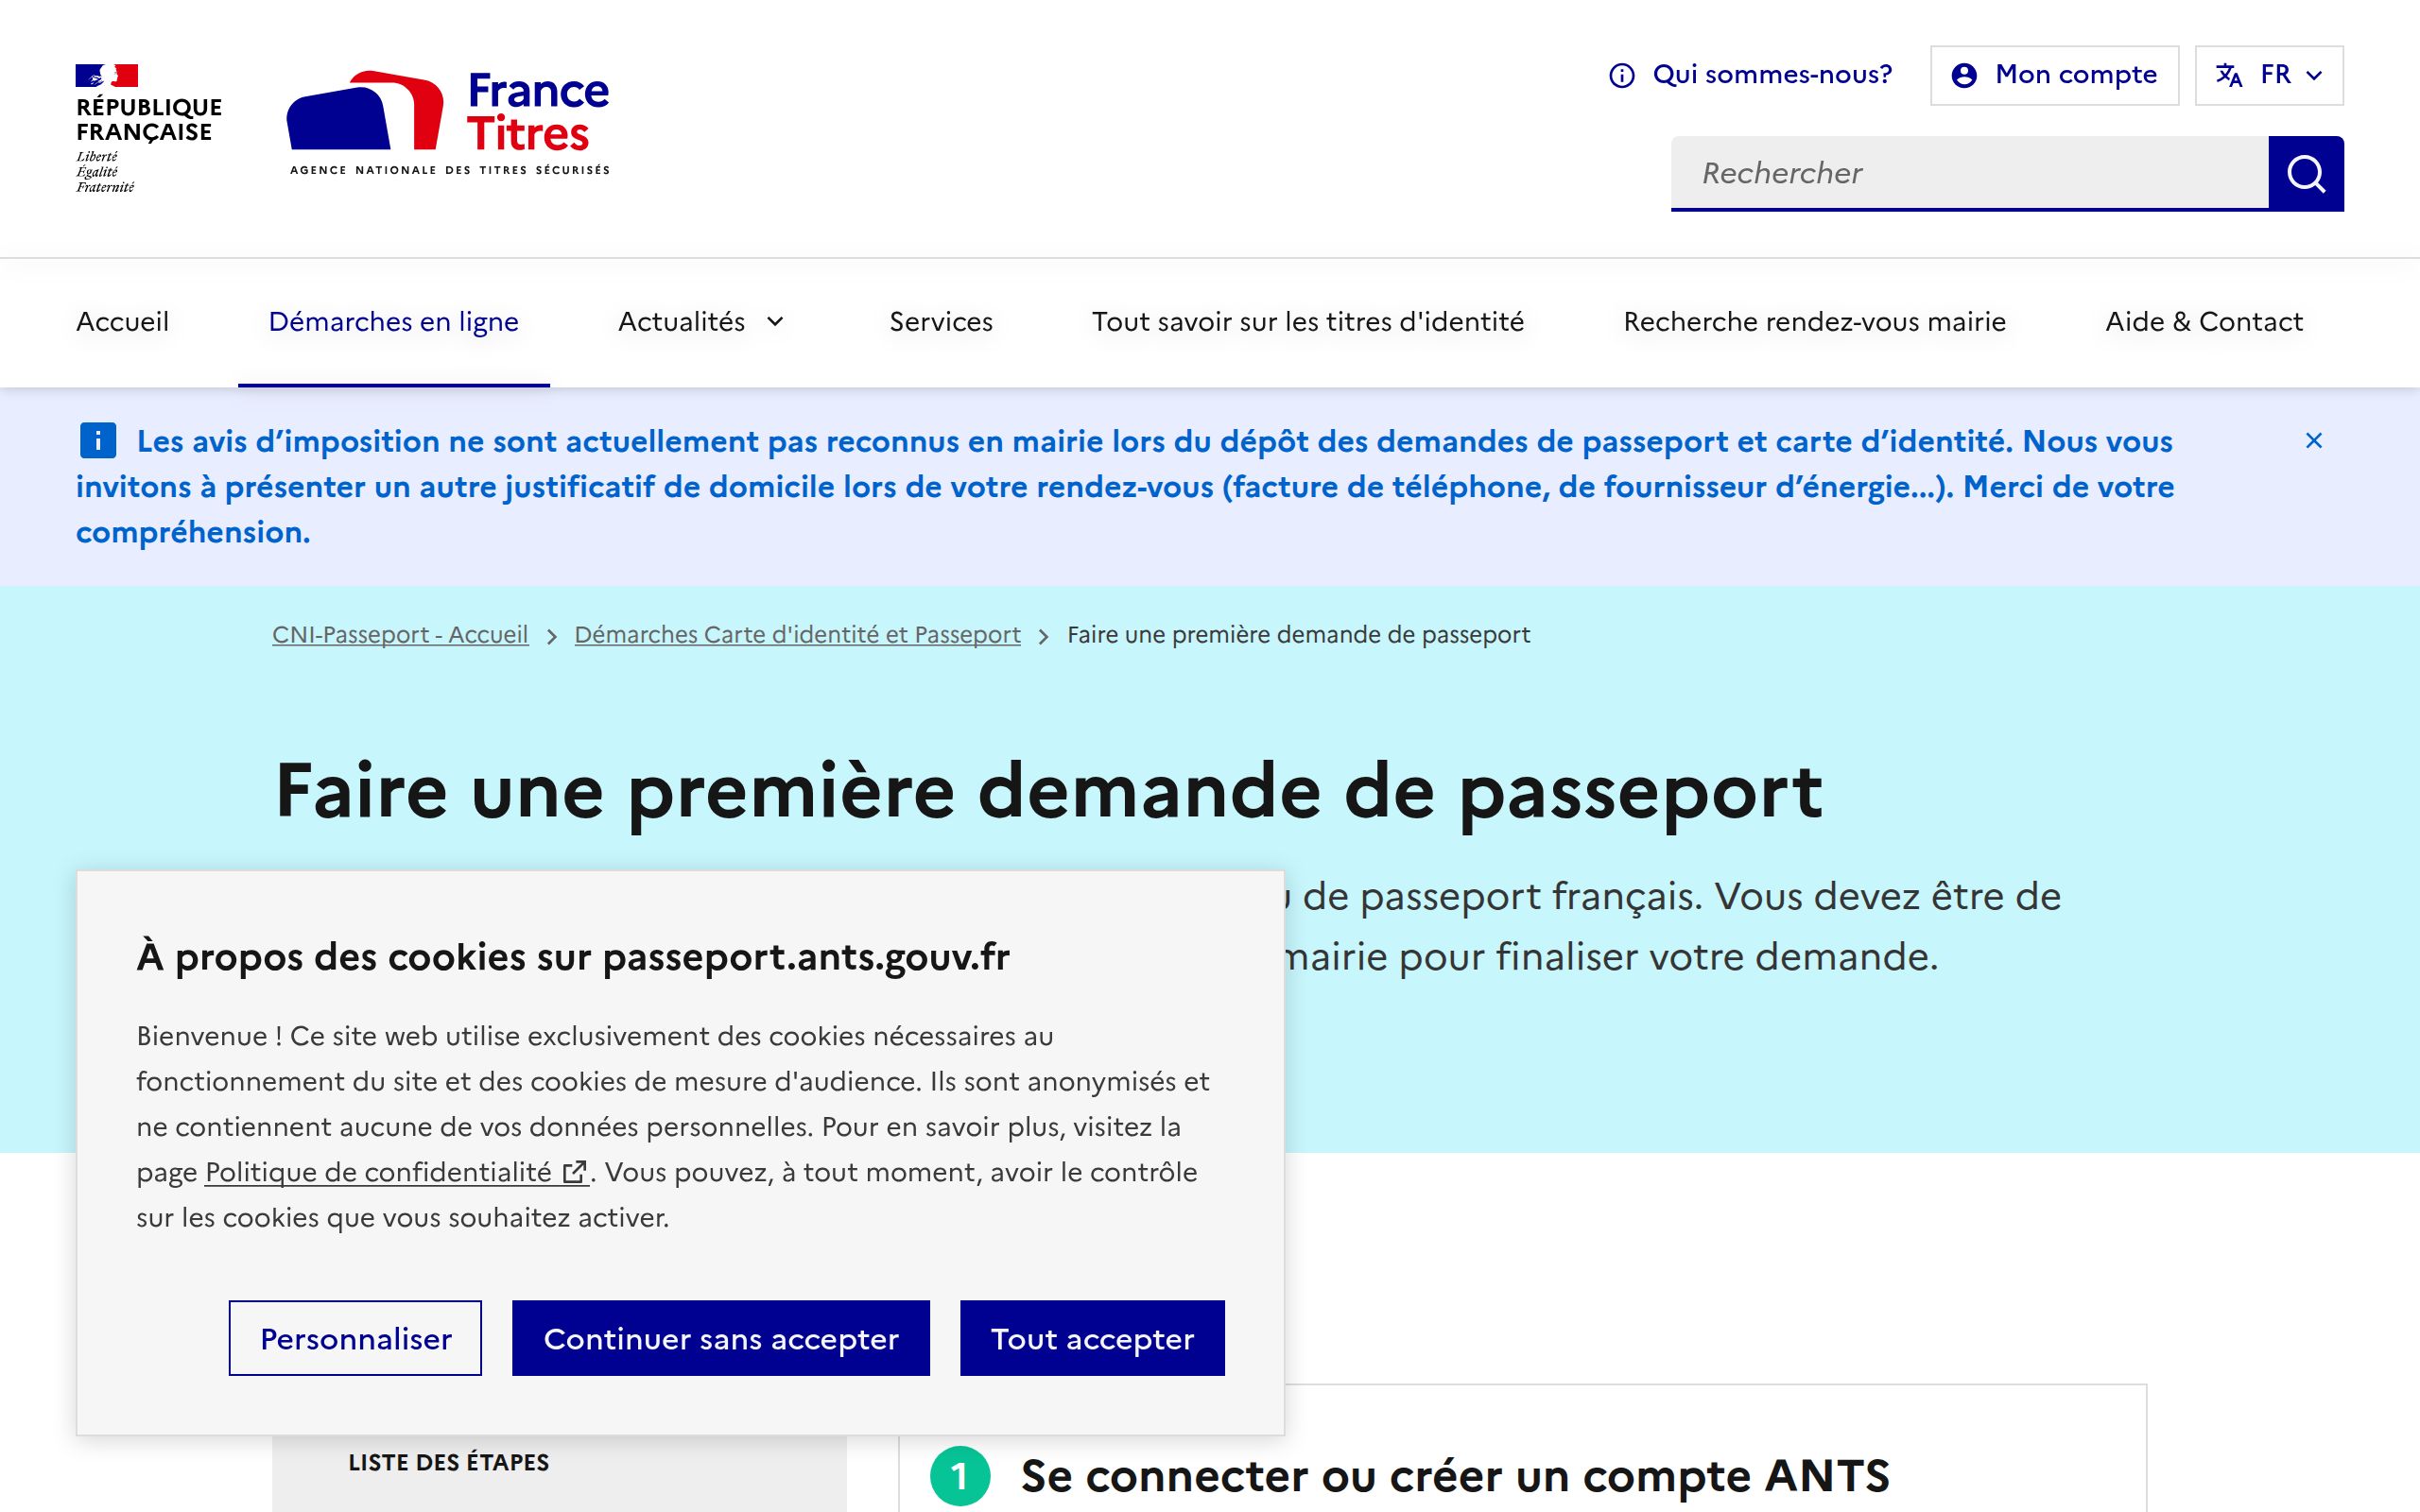 RÉPUBLIQUE
FRANÇAISE
Liberté
Égalité
Fraternité
France
Titres
AGENCE NATIONALE DES TITRES SÉCURISÉS
Qui sommes-nous?
Mon compte
FR
Rechercher
Accueil
Démarches en ligne
Actualités
Services
Tout savoir sur les titres d'identité
Recherche rendez-vous mairie
Aide & Contact
Les avis d’imposition ne sont actuellement pas reconnus en mairie lors du dépôt des demandes de passeport et carte d’identité. Nous vous
invitons à présenter un autre justificatif de domicile lors de votre rendez-vous (facture de téléphone, de fournisseur d’énergie...). Merci de votre
compréhension.
CNI-Passeport - Accueil
Démarches Carte d'identité et Passeport
Faire une première demande de passeport
Faire une première demande de passeport
de passeport français. Vous devez être de
mairie pour finaliser votre demande.
À propos des cookies sur passeport.ants.gouv.fr
Bienvenue ! Ce site web utilise exclusivement des cookies nécessaires au
fonctionnement du site et des cookies de mesure d'audience. Ils sont anonymisés et
ne contiennent aucune de vos données personnelles. Pour en savoir plus, visitez la
page Politique de confidentialité . Vous pouvez, à tout moment, avoir le contrôle
sur les cookies que vous souhaitez activer.
Personnaliser
Continuer sans accepter
Tout accepter
LISTE DES ÉTAPES
1 Se connecter ou créer un compte ANTS